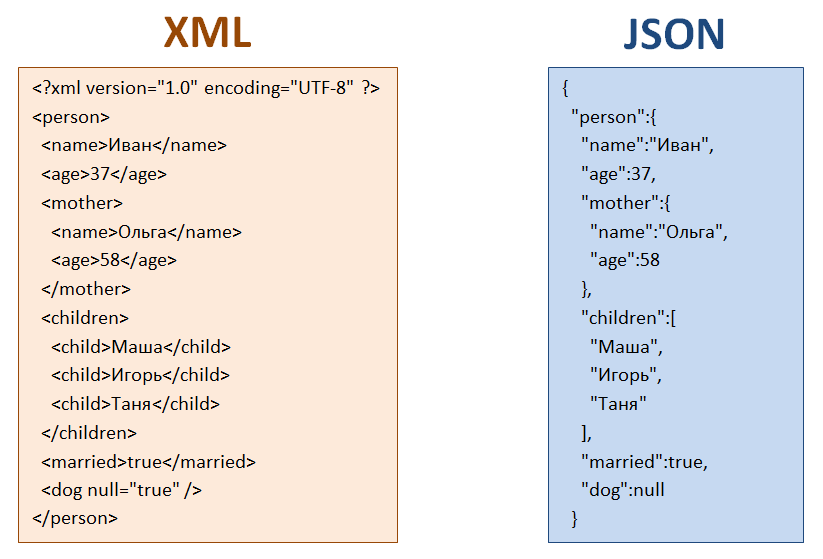 XML
<?xml version="1.0" encoding="UTF-8" ?>
<person>
  <name>Иван</name>
  <age>37</age>
  <mother>
    <name>Ольга</name>
    <age>58</age>
  </mother>
  <children>
    <child>Маша</child>
    <child>Игорь</child>
    <child>Таня</child>
  </children>
  <married>true</married>
  <dog null="true" />
</person>
JSON
{
  "person":{
    "name":"Иван",
    "age":37,
    "mother":{
      "name":"Ольга",
      "age":58
    },
    "children":[
      "Маша",
      "Игорь",
      "Таня"
    ],
    "married":true,
    "dog":null
  }